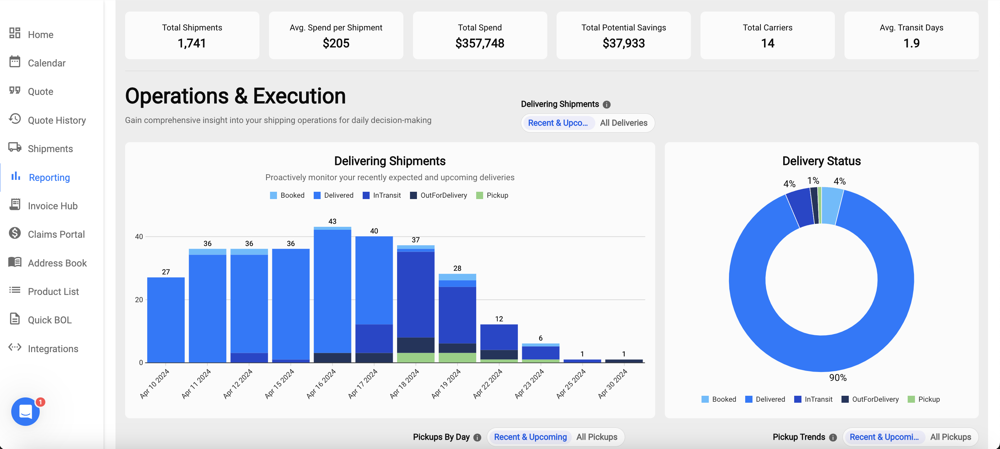 Home
Calendar
Quote
Quote History
Shipments
Reporting
Invoice Hub
Claims Portal
Address Book
Product List
Quick BOL
Integrations
1
Total Shipments
1,741
Avg. Spend per Shipment
$205
Total Spend
$357,748
Total Potential Savings
$37,933
Total Carriers
14
Avg. Transit Days
1.9
Operations & Execution
Gain comprehensive insight into your shipping operations for daily decision-making
Delivering Shipments
Recent & Upco... All Deliveries
Delivering Shipments
Proactively monitor your recently expected and upcoming deliveries
Booked Delivered InTransit OutForDelivery Pickup
40
20
0
27 36 36 36 43 40 37 28 12 6 1 1
Apr 10 2024 Apr 11 2024 Apr 12 2024 Apr 15 2024 Apr 16 2024 Apr 17 2024 Apr 18 2024 Apr 19 2024 Apr 22 2024 Apr 23 2024 Apr 25 2024 Apr 30 2024
Delivery Status
4% 1% 4%
90%
Booked Delivered InTransit OutForDelivery Pickup
Pickups By Day Recent & Upcoming All Pickups
Pickup Trends Recent & Upcomi... All Pickups